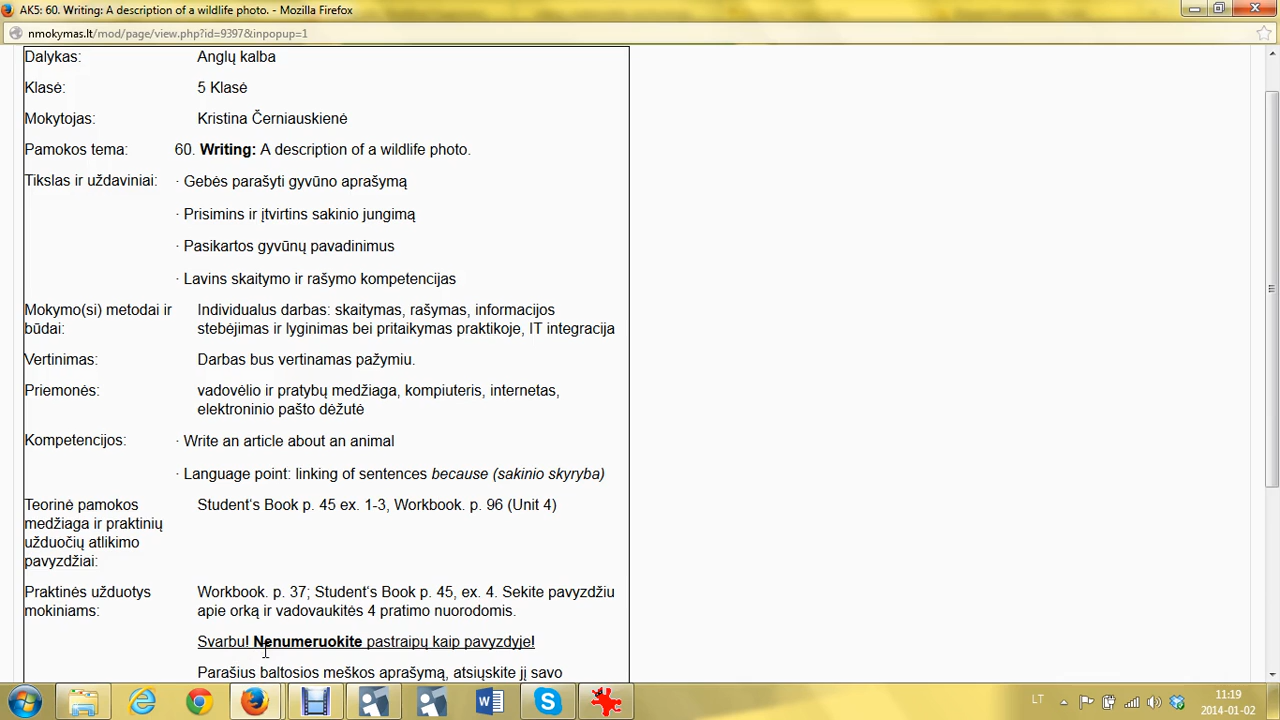 AK5: 60. Writing: A description of a wildlife photo. - Mozilla Firefox
nmokymas.lt/mod/page/view.php?id=9397&inpopup=1
Dalykas: Anglų kalba
Klasė: 5 Klasė
Mokytojas: Kristina Černiauskienė
Pamokos tema: 60. Writing: A description of a wildlife photo.
Tikslas ir uždaviniai: · Gebės parašyti gyvūno aprašymą
· Prisimins ir įtvirtins sakinio jungimą
· Pasikartos gyvūnų pavadinimus
· Lavins skaitymo ir rašymo kompetencijas
Mokymo(si) metodai ir Individualus darbas: skaitymas, rašymas, informacijos
būdai: stebėjimas ir lyginimas bei pritaikymas praktikoje, IT integracija
Vertinimas: Darbas bus vertinamas pažymiu.
Priemonės: vadovėlio ir pratybų medžiaga, kompiuteris, internetas,
elektroninio pašto dėžutė
Kompetencijos: · Write an article about an animal
· Language point: linking of sentences because (sakinio skyryba)
Teorinė pamokos Student‘s Book p. 45 ex. 1-3, Workbook. p. 96 (Unit 4)
medžiaga ir praktinių
užduočių atlikimo
pavyzdžiai:
Praktinės užduotys Workbook. p. 37; Student‘s Book p. 45, ex. 4. Sekite pavyzdžiu
mokiniams: apie orką ir vadovaukitės 4 pratimo nuorodomis.
Svarbu! Nenumeruokite pastraipų kaip pavyzdyje!
Parašius baltosios meškos aprašymą, atsiųskite jį savo
LT
11:19
2014-01-02